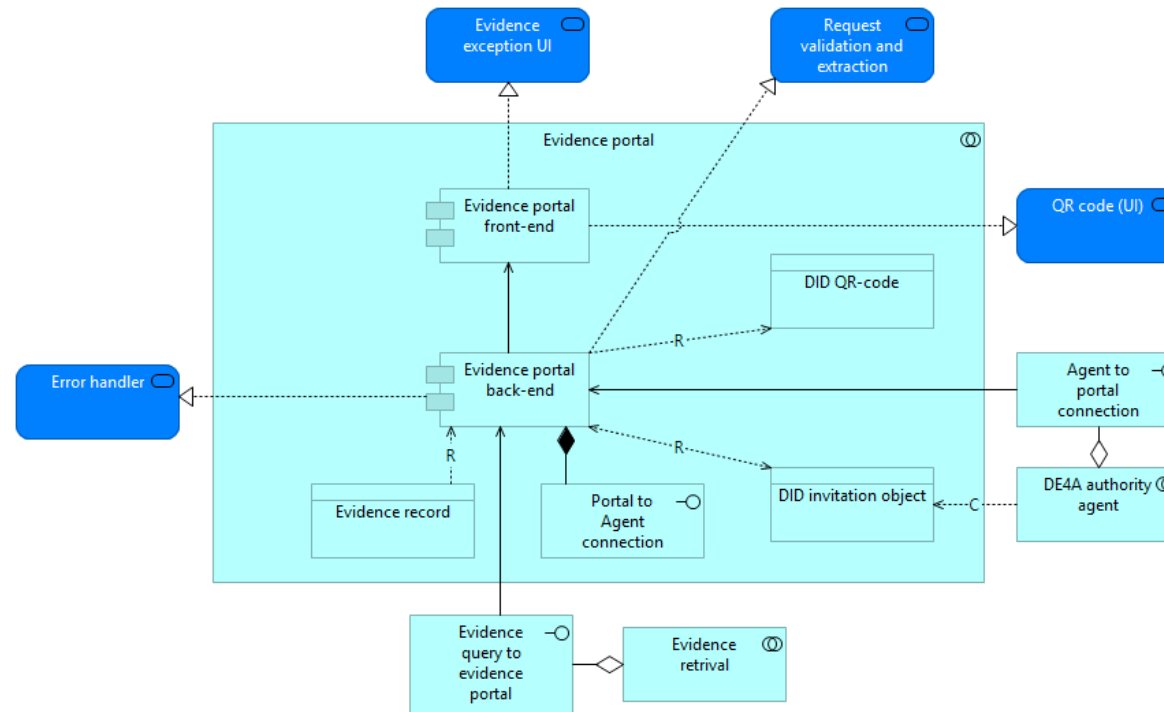 Evidence
exception UI
Request
validation and
extraction
Evidence portal
Evidence portal
front-end
QR code (UI)
DID QR-code
R
Evidence portal
back-end
Error handler
Agent to
portal
connection
R
R
Evidence record
Portal to
Agent
connection
DID invitation object
C
DE4A authority
agent
Evidence
query to
evidence
portal
Evidence
retrival